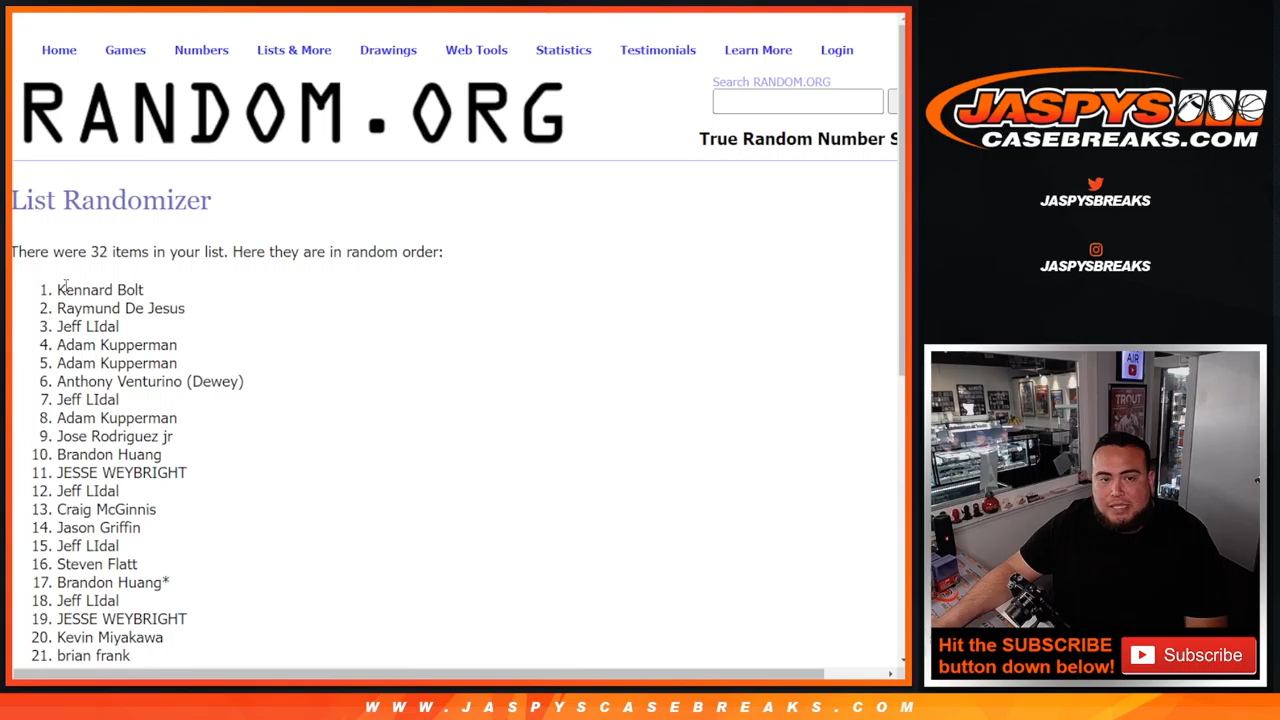 Home Games Numbers Lists & More Drawings Web Tools Statistics Testimonials Learn More Login
RANDOM.ORG
Search RANDOM.ORG
True Random Number S
List Randomizer
There were 32 items in your list. Here they are in random order:
1. Kennard Bolt
2. Raymund De Jesus
3. Jeff LIdal
4. Adam Kupperman
5. Adam Kupperman
6. Anthony Venturino (Dewey)
7. Jeff LIdal
8. Adam Kupperman
9. Jose Rodriguez jr
10. Brandon Huang
11. JESSE WEYBRIGHT
12. Jeff LIdal
13. Craig McGinnis
14. Jason Griffin
15. Jeff LIdal
16. Steven Flatt
17. Brandon Huang*
18. Jeff LIdal
19. JESSE WEYBRIGHT
20. Kevin Miyakawa
21. brian frank
JASPYS
CASEBREAKS.COM
JASPYSBREAKS
JASPYSBREAKS
AIR
TROUT
Hit the SUBSCRIBE
button down below!
Subscribe
WWW.JASPYSCASEBREAKS.COM